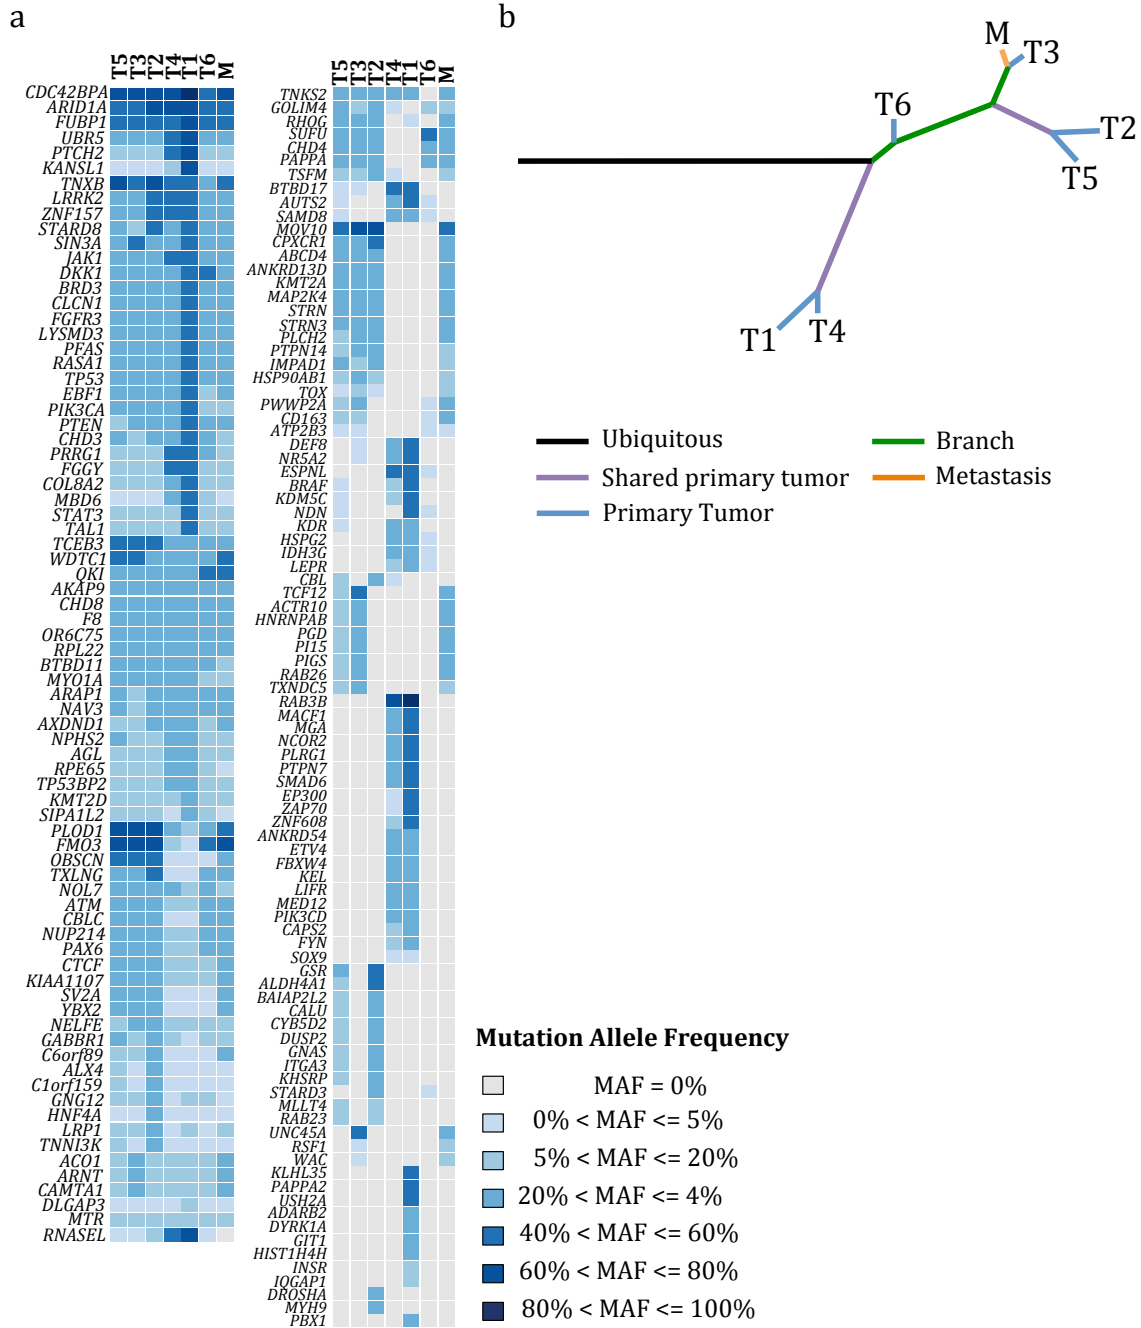 a
b
T5 T3 T2 T4 T1 T6 M
CDC42BPA
ARID1A
FUBP1
UBR5
PTCH2
KANSL1
TNXB
LRRK2
ZNF157
STARD8
SIN3A
JAK1
DKK1
BRD3
CLCN1
FGFR3
LYSMD3
PFAS
RASA1
TP53
EBF1
PIK3CA
PTEN
CHD3
PRRG1
FGGY
COL8A2
MBD6
STAT3
TAL1
TCEB3
WDTC1
QKI
AKAP9
CHD8
F8
OR6C75
RPL22
BTBD11
MYO1A
ARAP1
NAV3
AXDND1
NPHS2
AGL
RPE65
TP53BP2
KMT2D
SIPA1L2
PLOD1
FMO3
OBSCN
TXLNG
NOL7
ATM
CBLC
NUP214
PAX6
CTCF
KIAA1107
SV2A
YBX2
NELFE
GABBR1
C6orf89
ALX4
C1orf159
GNG12
HNF4A
LRP1
TNNI3K
ACO1
ARNT
CAMTA1
DLGAP3
MTR
RNASEL
T5 T3 T2 T4 T1 T6 M
TNKS2
GOLIM4
RHOG
SUFU
CHD4
PAPPA
TSFM
BTBD17
AUTS2
SAMD8
MOV10
CPXCR1
ABCD4
ANKRD13D
KMT2A
MAP2K4
STRN
STRN3
PLCH2
PTPN14
IMPAD1
HSP90AB1
TOX
PWWP2A
CD163
ATP2B3
DEF8
NR5A2
ESPNL
BRAF
KDM5C
NDN
KDR
HSPG2
IDH3G
LEPR
CBL
TCF12
ACTR10
HNRNPAB
PGD
PI15
PIGS
RAB26
TXNDC5
RAB3B
MACF1
MGA
NCOR2
PLRG1
PTPN7
SMAD6
EP300
ZAP70
ZNF608
ANKRD54
ETV4
FBXW4
KEL
LIFR
MED12
PIK3CD
CAPS2
FYN
SOX9
GSR
ALDH4A1
BAIAP2L2
CALU
CYB5D2
DUSP2
GNAS
ITGA3
KHSRP
STARD3
MLLT4
RAB23
UNC45A
RSF1
WAC
KLHL35
PAPPA2
USH2A
ADARB2
DYRK1A
GIT1
HIST1H4H
INSR
IQGAP1
DROSHA
MYH9
PBX1
M
T3
T6
T2
T5
T1
T4
Ubiquitous
Shared primary tumor
Primary Tumor
Branch
Metastasis
Mutation Allele Frequency
MAF = 0%
0% < MAF <= 5%
5% < MAF <= 20%
20% < MAF <= 4%
40% < MAF <= 60%
60% < MAF <= 80%
80% < MAF <= 100%